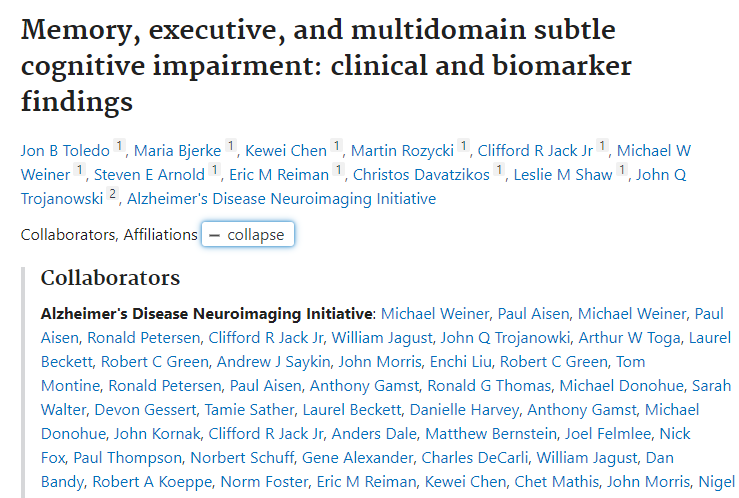 Memory, executive, and multidomain subtle
cognitive impairment: clinical and biomarker
findings
Jon B Toledo 1, Maria Bjerke 1, Kewei Chen 1, Martin Rozycki 1, Clifford R Jack Jr 1, Michael W
Weiner 1, Steven E Arnold 1, Eric M Reiman 1, Christos Davatzikos 1, Leslie M Shaw 1, John Q
Trojanowski 2, Alzheimer's Disease Neuroimaging Initiative
Collaborators, Affiliations — collapse
Collaborators
Alzheimer's Disease Neuroimaging Initiative: Michael Weiner, Paul Aisen, Michael Weiner, Paul
Aisen, Ronald Petersen, Clifford R Jack Jr, William Jagust, John Q Trojanowki, Arthur W Toga, Laurel
Beckett, Robert C Green, Andrew J Saykin, John Morris, Enchi Liu, Robert C Green, Tom
Montine, Ronald Petersen, Paul Aisen, Anthony Gamst, Ronald G Thomas, Michael Donohue, Sarah
Walter, Devon Gessert, Tamie Sather, Laurel Beckett, Danielle Harvey, Anthony Gamst, Michael
Donohue, John Kornak, Clifford R Jack Jr, Anders Dale, Matthew Bernstein, Joel Felmlee, Nick
Fox, Paul Thompson, Norbert Schuff, Gene Alexander, Charles DeCarli, William Jagust, Dan
Bandy, Robert A Koeppe, Norm Foster, Eric M Reiman, Kewei Chen, Chet Mathis, John Morris, Nigel